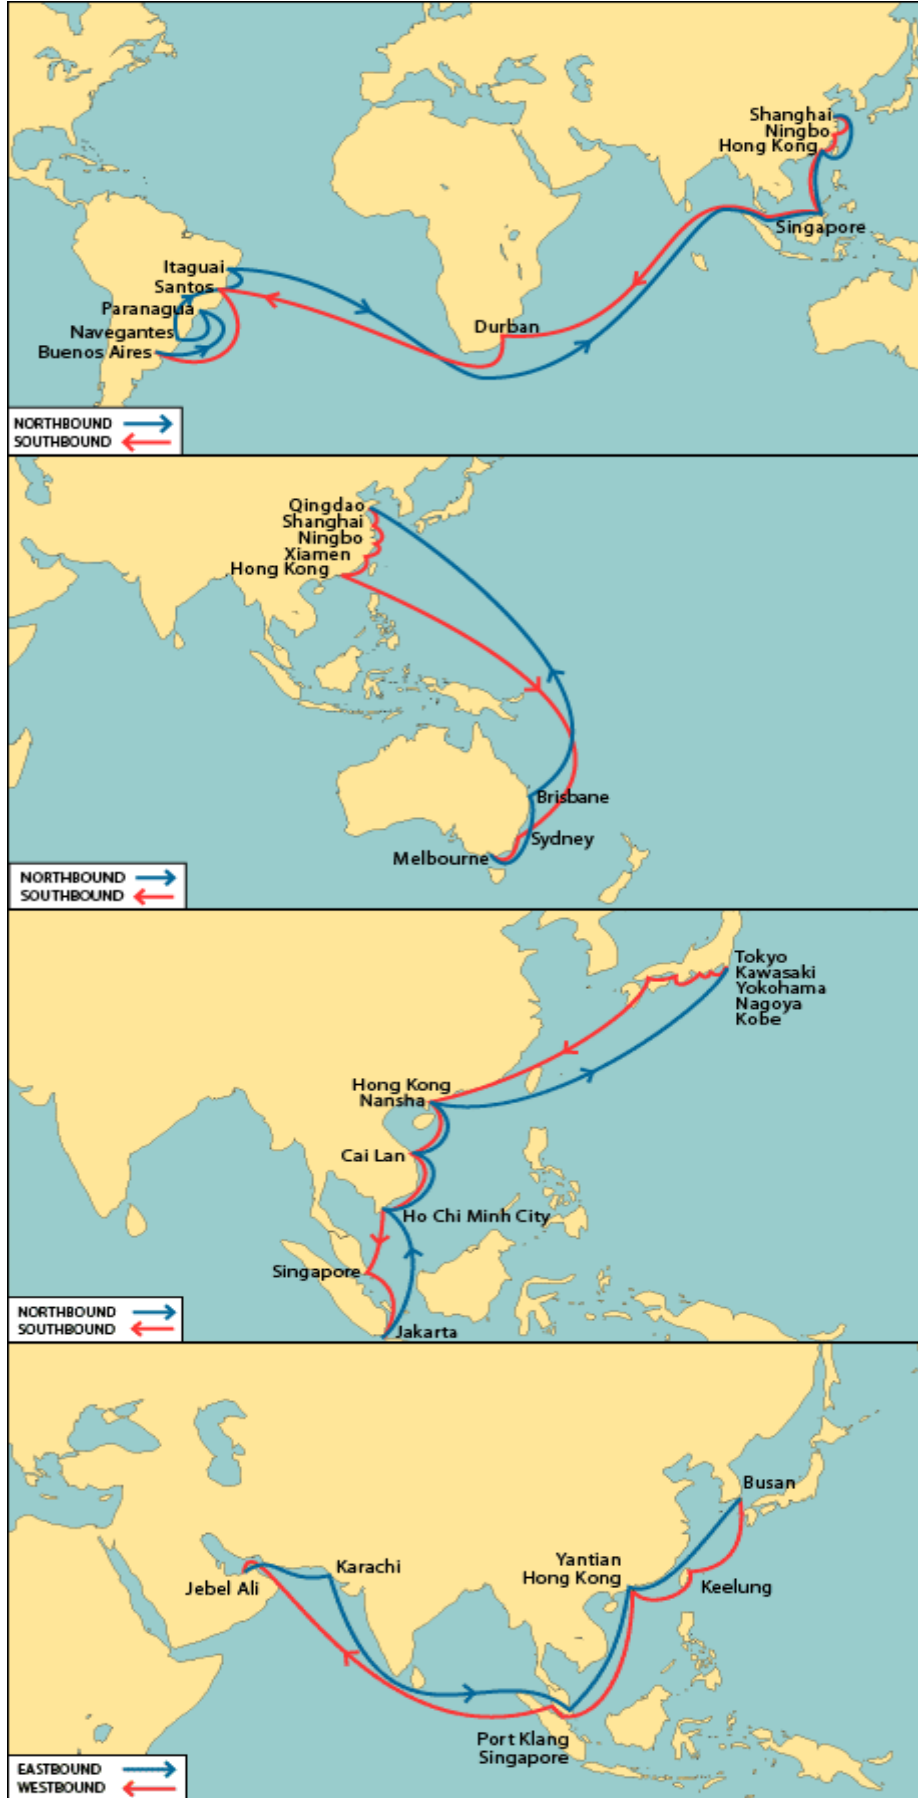 Shanghai
Ningbo
Hong Kong
Singapore
Itaguai
Santos
Paranagua
Navegantes
Buenos Aires
Durban
NORTHBOUND
SOUTHBOUND
Qingdao
Shanghai
Ningbo
Xiamen
Hong Kong
Brisbane
Sydney
Melbourne
NORTHBOUND
SOUTHBOUND
Tokyo
Kawasaki
Yokohama
Nagoya
Kobe
Hong Kong
Nansha
Cai Lan
Ho Chi Minh City
Singapore
Jakarta
NORTHBOUND
SOUTHBOUND
Busan
Yantian
Hong Kong
Keelung
Karachi
Jebel Ali
Port Klang
Singapore
EASTBOUND
WESTBOUND